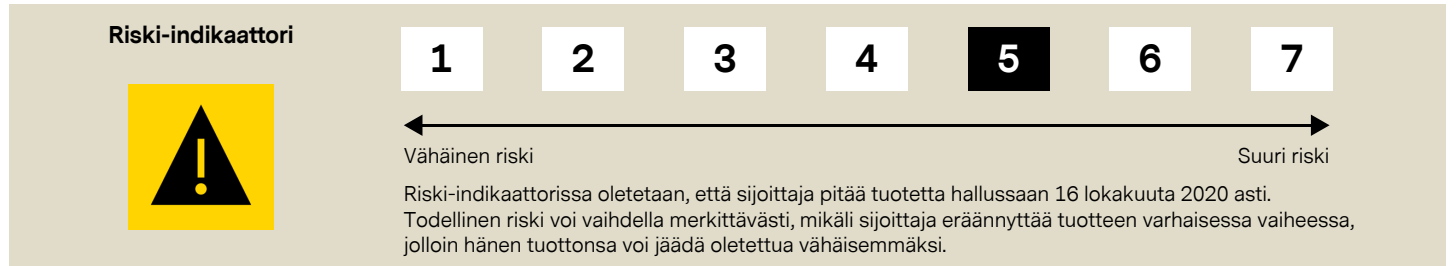 Riski-indikaattori
1 2 3 4 5 6 7
Vähäinen riski Suuri riski
Riski-indikaattorissa oletetaan, että sijoittaja pitää tuotetta hallussaan 16 lokakuuta 2020 asti.
Todellinen riski voi vaihdella merkittävästi, mikäli sijoittaja eräännyttää tuotteen varhaisessa vaiheessa,
jolloin hänen tuottonsa voi jäädä oletettua vähäisemmäksi.